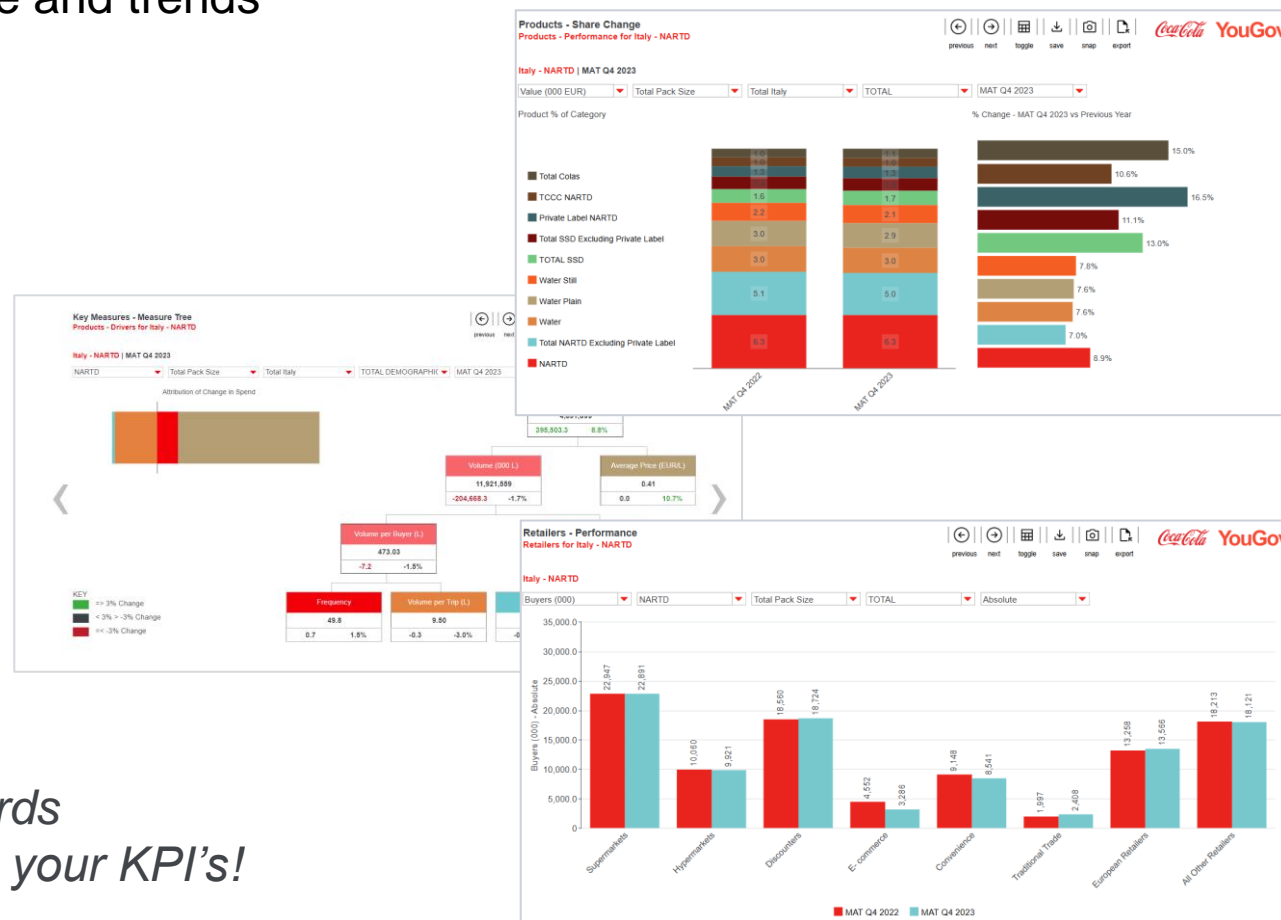 e and trends
Products - Share Change
Products - Performance for Italy - NARTD
previous next toggle save snap export
Coca-Cola YouGov
Italy - NARTD | MAT Q4 2023
Value (000 EUR) Total Pack Size Total Italy TOTAL MAT Q4 2023
Product % of Category
% Change - MAT Q4 2023 vs Previous Year
Total Colas
TCCC NARTD
Private Label NARTD
Total SSD Excluding Private Label
TOTAL SSD
Water Still
Water Plain
Water
Total NARTD Excluding Private Label
NARTD
1.3 1.3
1.6 1.7
2.2 2.1
3.0 2.9
3.0 3.0
5.1 5.0
6.3 6.3
MAT Q4 2022
MAT Q4 2023
15.0%
10.6%
16.5%
11.1%
13.0%
7.8%
7.6%
7.6%
7.0%
8.9%
Key Measures - Measure Tree
Products - Drivers for Italy - NARTD
previous
Italy - NARTD | MAT Q4 2023
NARTD Total Pack Size Total Italy TOTAL DEMOGRAPHI MAT Q4 2023
Attribution of Change in Spend
395,503.3 8.8%
Volume (000 L)
11,921,559
-204,668.3 -1.7%
Average Price (EUR/L)
0.41
0.0 10.7%
Volume per Buyer (L)
473.03
-7.2 -1.5%
Frequency
49.8
0.7 1.5%
Volume per Trip (L)
9.50
-0.3 -3.0%
KEY
=> 3% Change
< 3% > -3% Change
=< -3% Change
Retailers - Performance
Retailers for Italy - NARTD
previous next toggle save snap export
Coca-Cola YouGov
Italy - NARTD
Buyers (000) NARTD Total Pack Size TOTAL Absolute
Buyers (000) - Absolute
35,000.0
30,000.0
25,000.0
20,000.0
15,000.0
10,000.0
5,000.0
0
22,947 22,891
10,060 9,921
18,560 18,724
4,552 3,286
9,148 8,541
1,997 2,408
13,258 13,566
18,213 18,121
Supermarkets
Hypermarkets
Discounters
E- commerce
Convenience
Traditional Trade
European Retailers
All Other Retailers
MAT Q4 2022 MAT Q4 2023
rds
your KPI's!